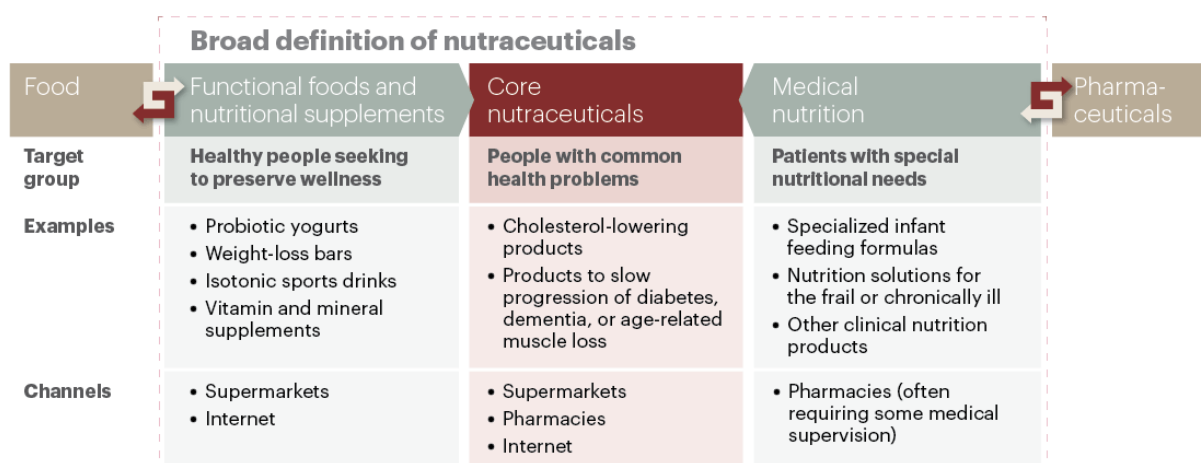 Broad definition of nutraceuticals
Food
Functional foods and
nutritional supplements
Core
nutraceuticals
Medical
nutrition
Pharma-
ceuticals
Target
group
Healthy people seeking
to preserve wellness
People with common
health problems
Patients with special
nutritional needs
Examples
• Probiotic yogurts
• Weight-loss bars
• Isotonic sports drinks
• Vitamin and mineral
supplements
• Cholesterol-lowering
products
• Products to slow
progression of diabetes,
dementia, or age-related
muscle loss
• Specialized infant
feeding formulas
• Nutrition solutions for
the frail or chronically ill
• Other clinical nutrition
products
Channels
• Supermarkets
• Internet
• Supermarkets
• Pharmacies
• Internet
• Pharmacies (often
requiring some medical
supervision)